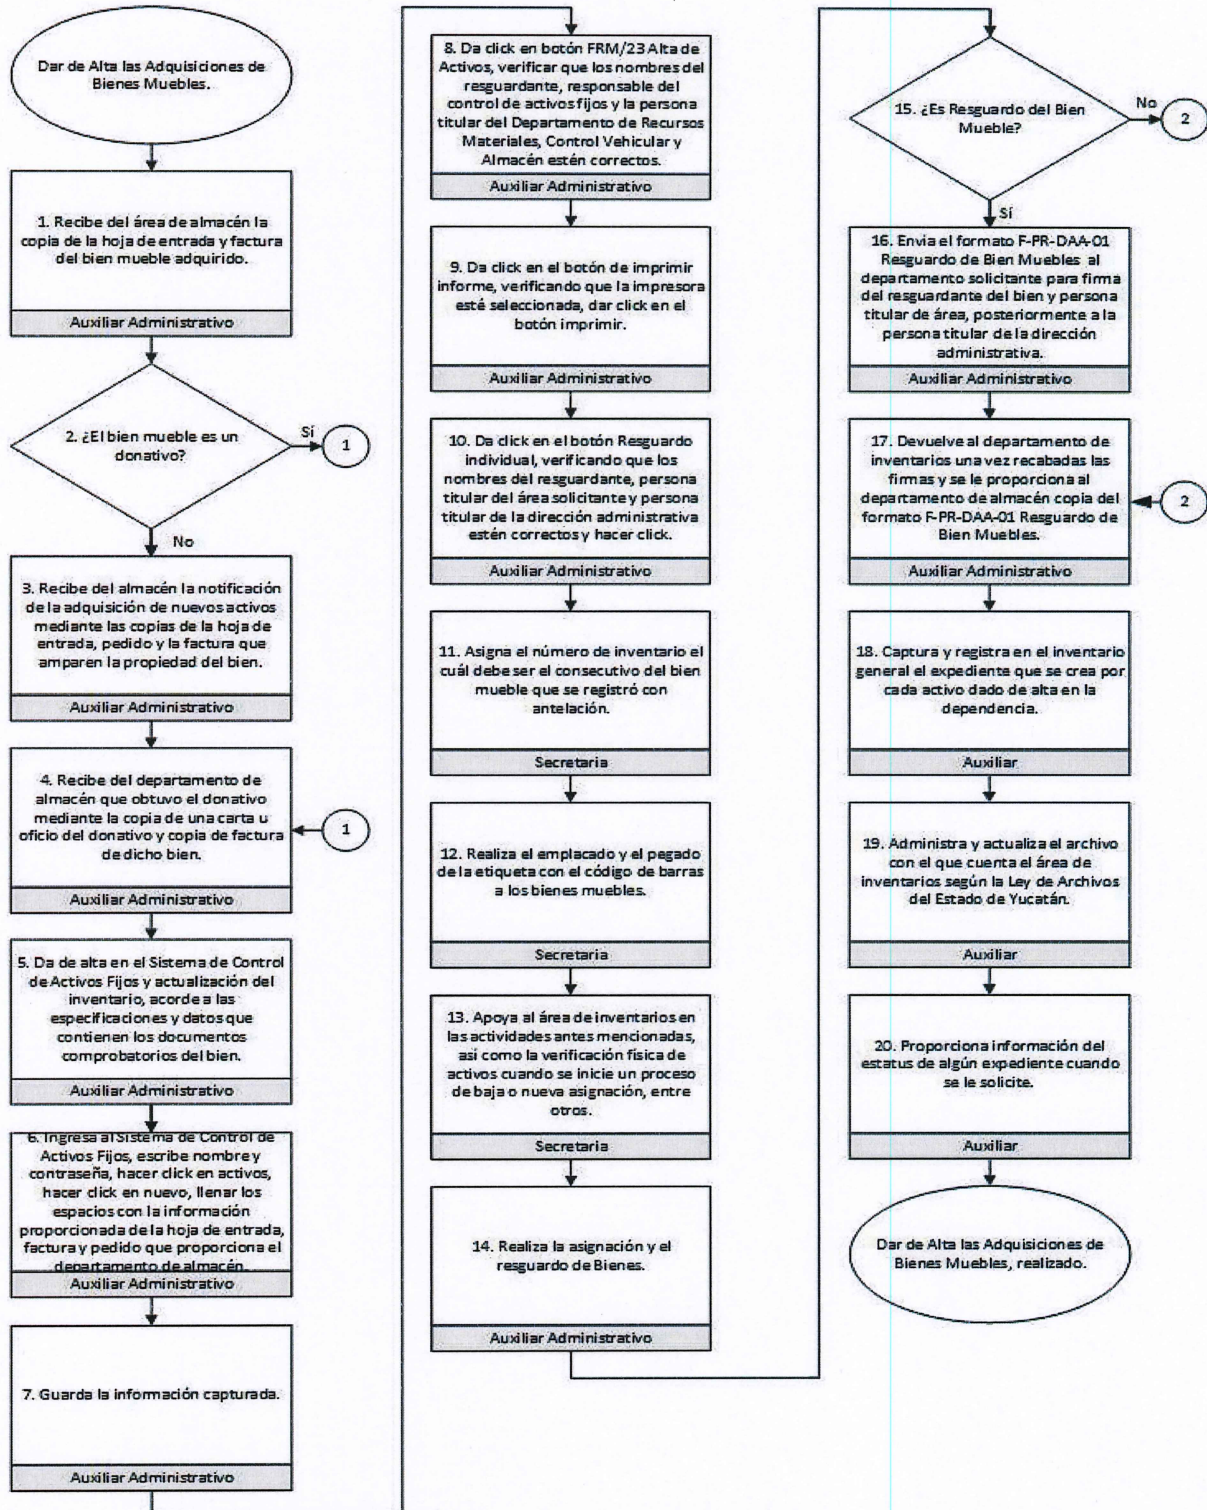 Dar de Alta las Adquisiciones de
Bienes Muebles.
1. Recibe del área de almacén la
copia de la hoja de entrada y factura
del bien mueble adquirido.
Auxiliar Administrativo
2. ¿El bien mueble es un
donativo?
Sí
1
No
3. Recibe del almacén la notificación
de la adquisición de nuevos activos
mediante las copias de la hoja de
entrada, pedido y la factura que
amparen la propiedad del bien.
Auxiliar Administrativo
4. Recibe del departamento de
almacén que obtuvo el donativo
mediante la copia de una carta u
oficio del donativo y copia de factura
de dicho bien.
1
Auxiliar Administrativo
5. Da de alta en el Sistema de Control
de Activos Fijos y actualización del
inventario, acorde a las
especificaciones y datos que
contienen los documentos
comprobatorios del bien.
Auxiliar Administrativo
6. Ingresa al Sistema de Control de
Activos Fijos, escribe nombre y
contraseña, hacer click en activos,
hacer click en nuevo, llenar los
espacios con la información
proporcionada de la hoja de entrada,
factura y pedido que proporciona el
departamento de almacén.
Auxiliar Administrativo
7. Guarda la información capturada.
Auxiliar Administrativo
8. Da click en botón FRM/23 Alta de
Activos, verificar que los nombres del
resguardante, responsable del
control de activos fijos y la persona
titular del Departamento de Recursos
Materiales, Control Vehicular y
Almacén estén correctos.
Auxiliar Administrativo
9. Da click en el botón de imprimir
informe, verificando que la impresora
esté seleccionada, dar click en el
botón imprimir.
Auxiliar Administrativo
10. Da click en el botón Resguardo
individual, verificando que los
nombres del resguardante, persona
titular del área solicitante y persona
titular de la dirección administrativa
estén correctos y hacer click.
Auxiliar Administrativo
11. Asigna el número de inventario el
cuál debe ser el consecutivo del bien
mueble que se registró con
antelación.
Secretaria
12. Realiza el emplacado y el pegado
de la etiqueta con el código de barras
a los bienes muebles.
Secretaria
13. Apoya al área de inventarios en
las actividades antes mencionadas,
así como la verificación física de
activos cuando se inicie un proceso
de baja o nueva asignación, entre
otros.
Secretaria
14. Realiza la asignación y el
resguardo de Bienes.
Auxiliar Administrativo
15. ¿Es Resguardo del Bien
Mueble?
No
2
Sí
16. Envia el formato F-PR-DAA-01
Resguardo de Bien Muebles al
departamento solicitante para firma
del resguardante del bien y persona
titular de área, posteriormente a la
persona titular de la dirección
administrativa.
Auxiliar Administrativo
17. Devuelve al departamento de
inventarios una vez recabadas las
firmas y se le proporciona al
departamento de almacén copia del
formato F-PR-DAA-01 Resguardo de
Bien Muebles.
2
Auxiliar Administrativo
18. Captura y registra en el inventario
general el expediente que se crea por
cada activo dado de alta en la
dependencia.
Auxiliar
19. Administra y actualiza el archivo
con el que cuenta el área de
inventarios según la Ley de Archivos
del Estado de Yucatán.
Auxiliar
20. Proporciona información del
estatus de algún expediente cuando
se le solicite.
Auxiliar
Dar de Alta las Adquisiciones de
Bienes Muebles, realizado.